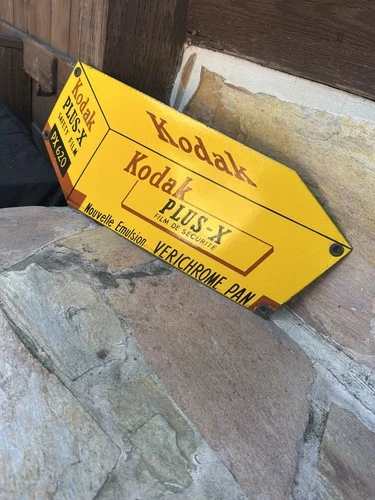 Kodak
PLUS-X
SAFETY FILM
PX 620
Kodak
Kodak
PLUS-X
FILM DE SÉCURITÉ
Nouvelle Emulsion
VERICHROME PAN